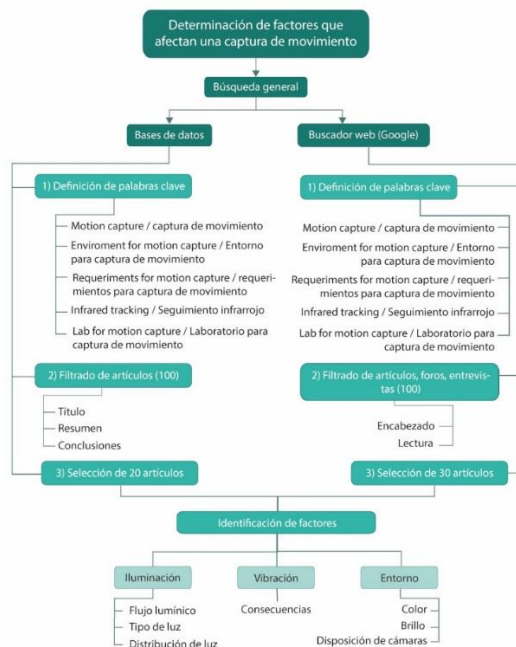 Determinación de factores que
afectan una captura de movimiento
Búsqueda general
Bases de datos
Buscador web (Google)
1) Definición de palabras clave
Motion capture / captura de movimiento
Enviroment for motion capture / Entorno
para captura de movimiento
Requeriments for motion capture / requeri-
mientos para captura de movimiento
Infrared tracking / Seguimiento infrarrojo
Lab for motion capture / Laboratorio para
captura de movimiento
2) Filtrado de artículos (100)
Título
Resumen
Conclusiones
3) Selección de 20 artículos
1) Definición de palabras clave
Motion capture / captura de movimiento
Enviroment for motion capture / Entorno
para captura de movimiento
Requeriments for motion capture / requeri-
mientos para captura de movimiento
Infrared tracking / Seguimiento infrarrojo
Lab for motion capture / Laboratorio para
captura de movimiento
2) Filtrado de artículos, foros, entrevis-
tas (100)
Encabezado
Lectura
3) Selección de 30 artículos
Identificación de factores
Iluminación
Flujo lumínico
Tipo de luz
Distribución de luz
Vibración
Consecuencias
Entorno
Color
Brillo
Disposición de cámaras